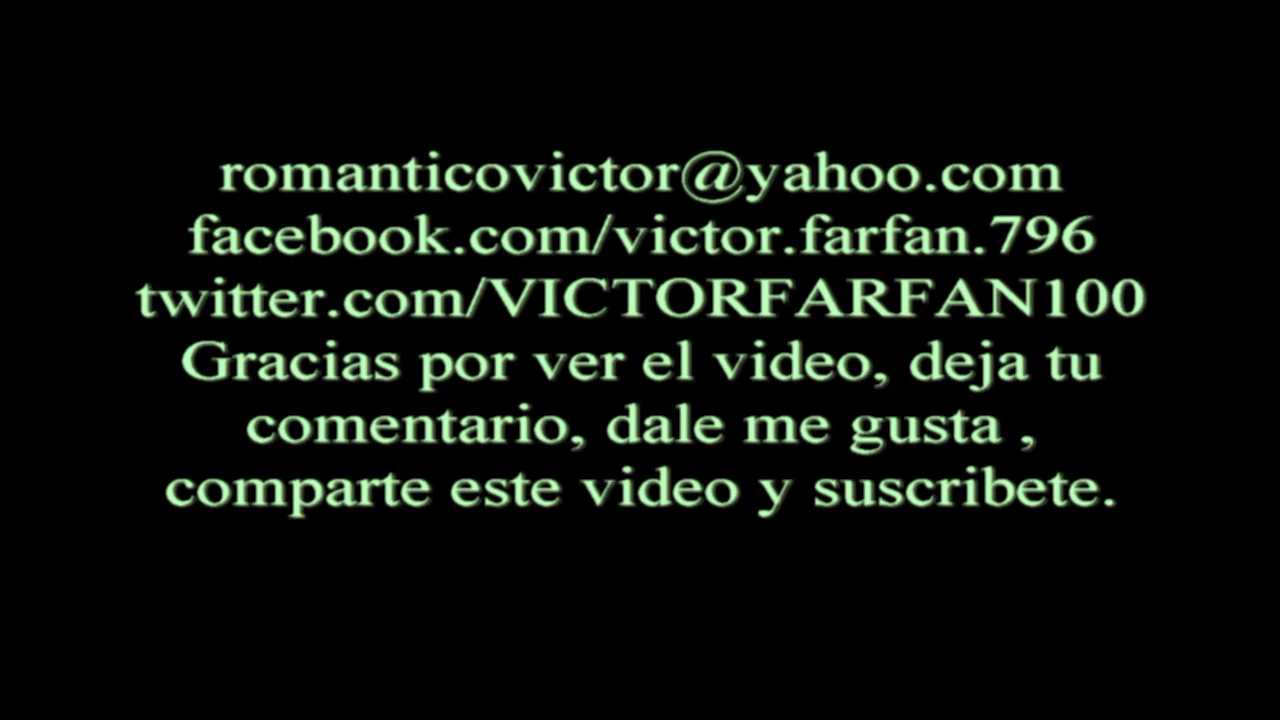 romanticovictor@yahoo.com
facebook.com/victor.farfan.796
twitter.com/VICTORFARFAN100
Gracias por ver el video, deja tu
comentario, dale me gusta ,
comparte este video y suscribete.